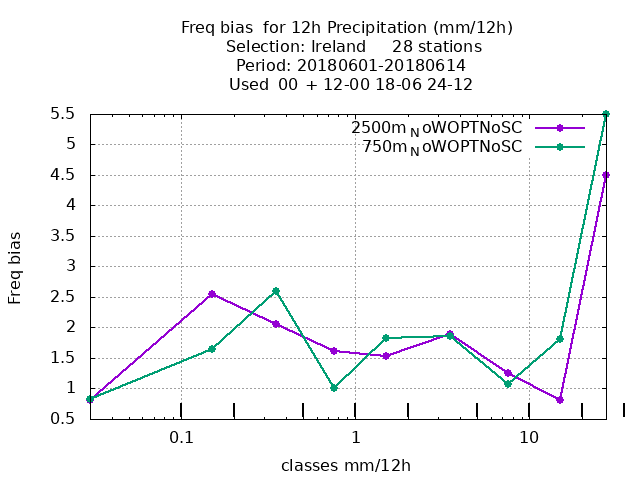 Freq bias  for 12h Precipitation (mm/12h)
Selection: Ireland     28 stations
Period: 20180601-20180614
Used  00 + 12-00 18-06 24-12
2500m_NoWOPTNoSC
750m_NoWOPTNoSC
5.5
5
4.5
4
3.5
3
2.5
2
1.5
1
0.5
Freq bias
0.1 1 10
classes mm/12h